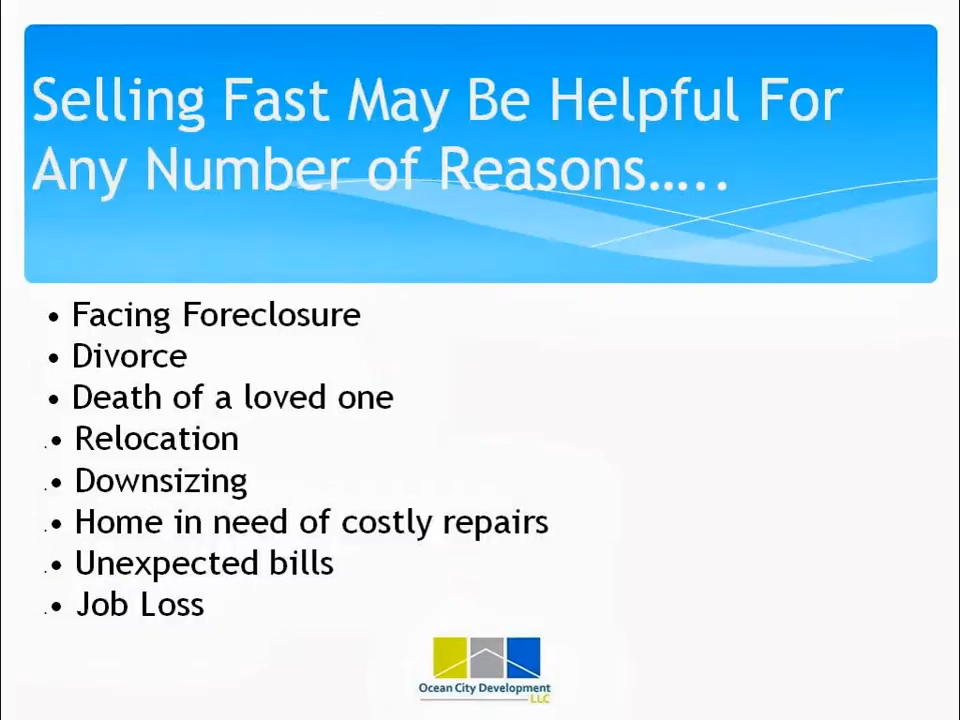 Selling Fast May Be Helpful For
Any Number of Reasons.....
• Facing Foreclosure
• Divorce
• Death of a loved one
• Relocation
• Downsizing
• Home in need of costly repairs
• Unexpected bills
• Job Loss
Ocean City Development
LLC